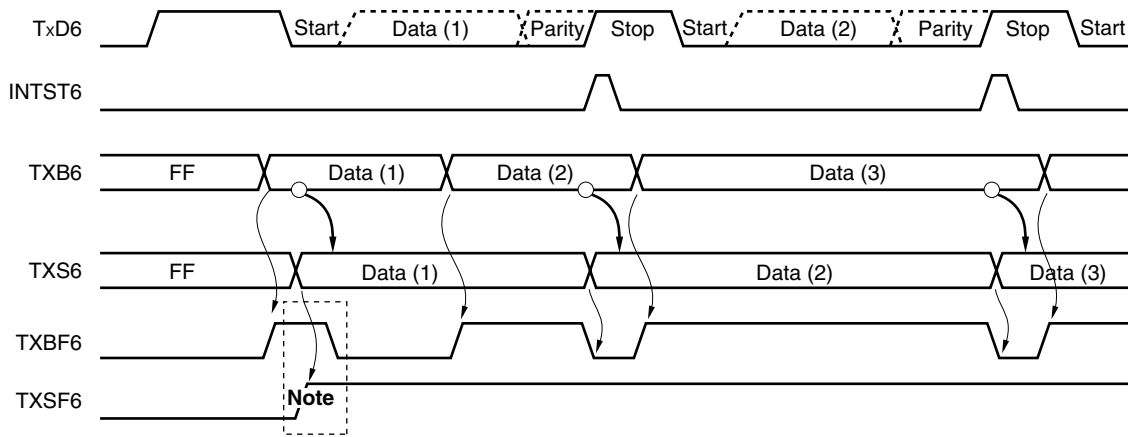 TxD6 Start Data (1) Parity Stop Start Data (2) Parity Stop Start
INTST6
TXB6 FF Data (1) Data (2) Data (3)
TXS6 FF Data (1) Data (2) Data (3)
TXBF6
Note
TXSF6